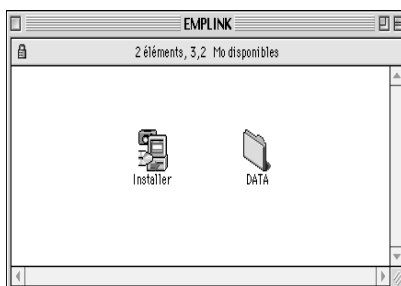 EMPLINK
2 éléments, 3,2 Mo disponibles
Installer
DATA